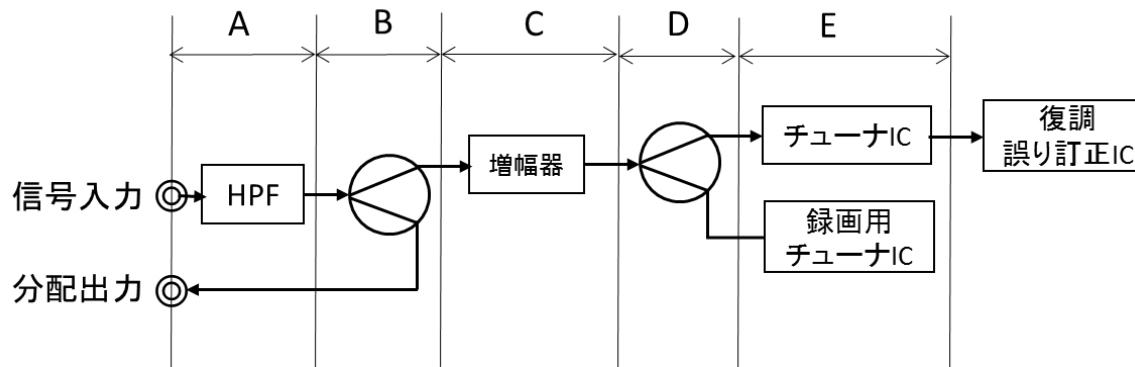 A
B
C
D
E
信号入力
HPF
増幅器
チューナIC
復調
誤り訂正IC
分配出力
録画用
チューナIC